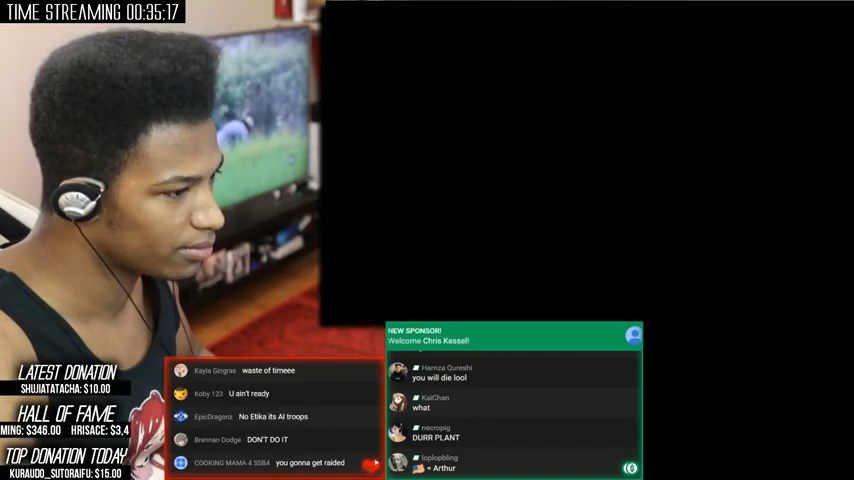 TIME STREAMING 00:35:17
NEW SPONSOR!
Welcome Chris Kessel!
Kayla Gingras waste of timeee
Koby 123 U ain't ready
EpicDragonz No Etika its AI troops
Brennan Dodge DON'T DO IT
COOKING MAMA 4 SSB4 you gonna get raided
Hamza Qureshi
you will die lool
KaiChan
what
necropig
DURR PLANT
loplopbling
= Arthur
LATEST DONATION
SHUJIATATACHA: $10.00
HALL OF FAME
MING: $346.00 HRISACE: $3,4
TOP DONATION TODAY
KURAUDO_SUTORAIFU: $15.00